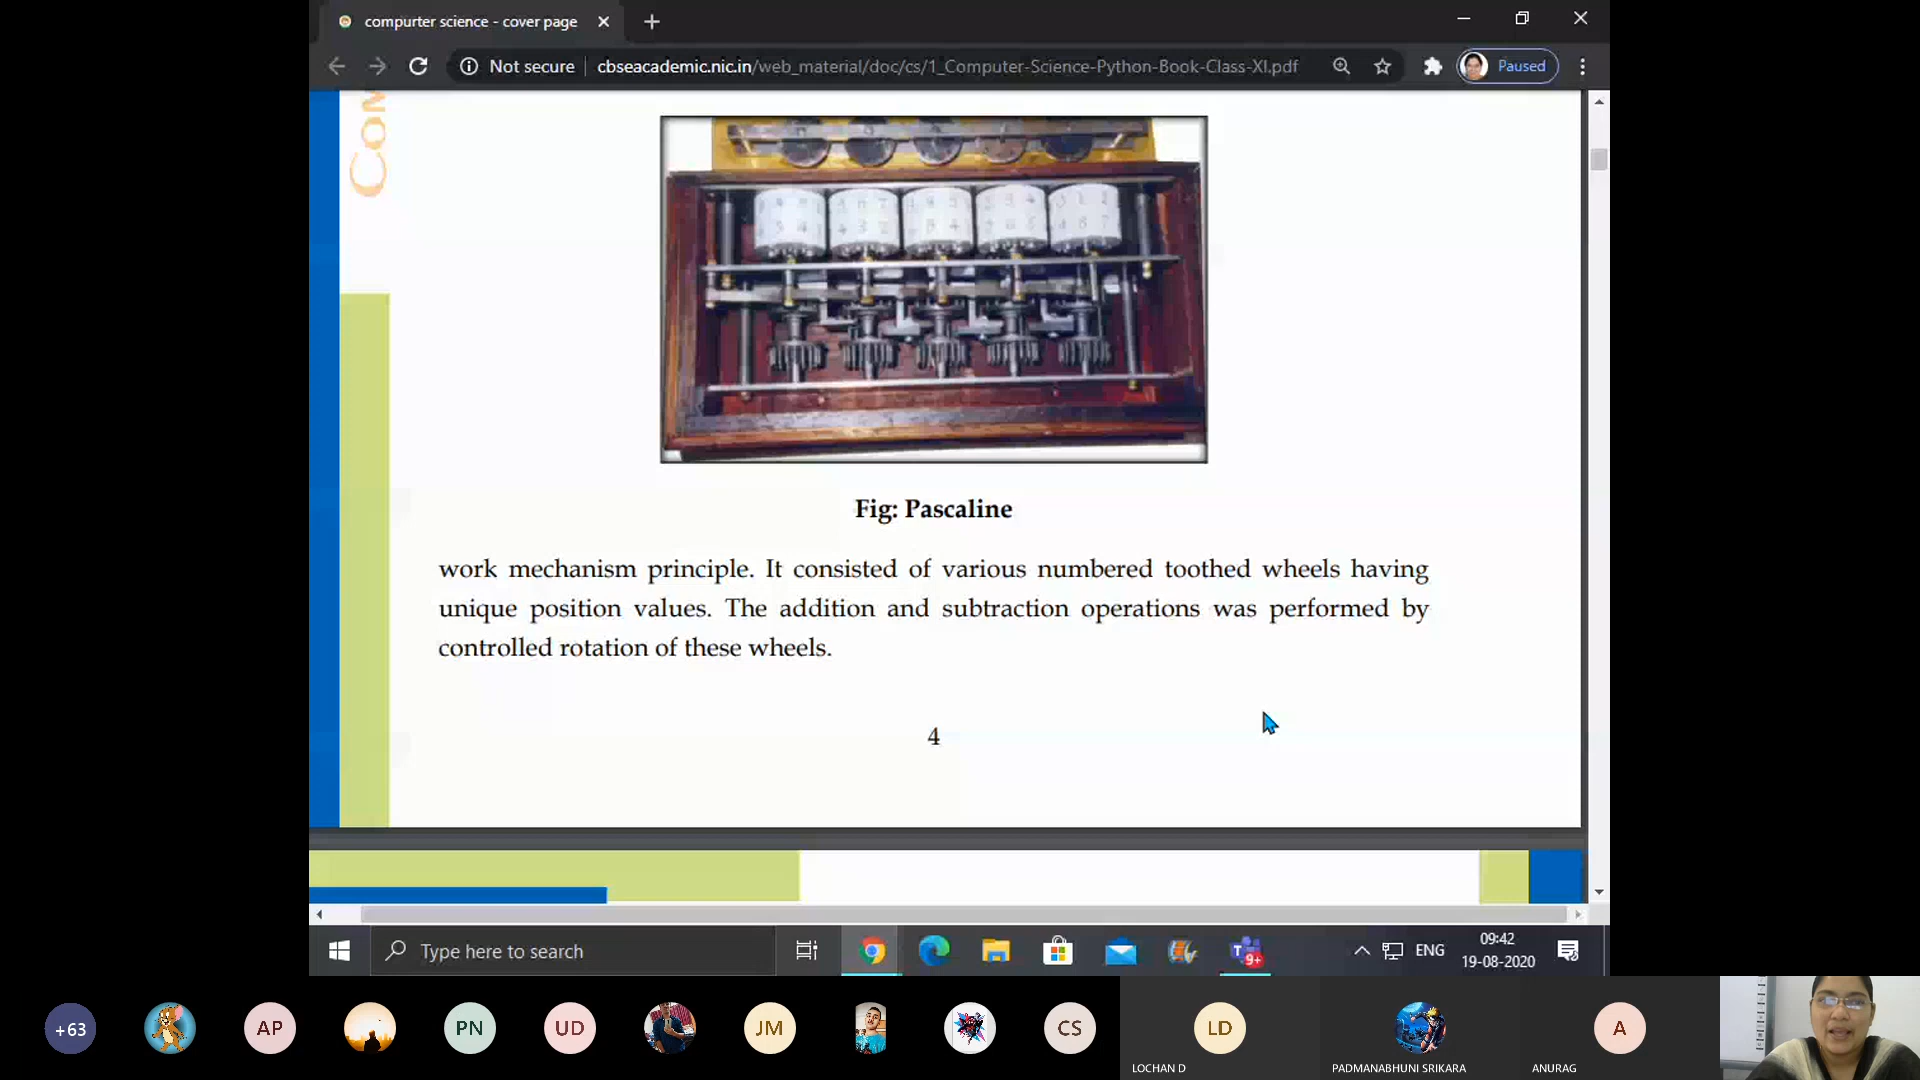 compurter science - cover page
Not secure
cbseacademic.nic.in/web_material/doc/cs/1_Computer-Science-Python-Book-Class-XI.pdf
Paused
COM
Fig: Pascaline
work mechanism principle. It consisted of various numbered toothed wheels having
unique position values. The addition and subtraction operations was performed by
controlled rotation of these wheels.
4
Type here to search
9+
ENG
09:42
19-08-2020
+63
AP
PN
UD
JM
CS
LD
A
LOCHAN D
PADMANABHUNI SRIKARA
ANURAG